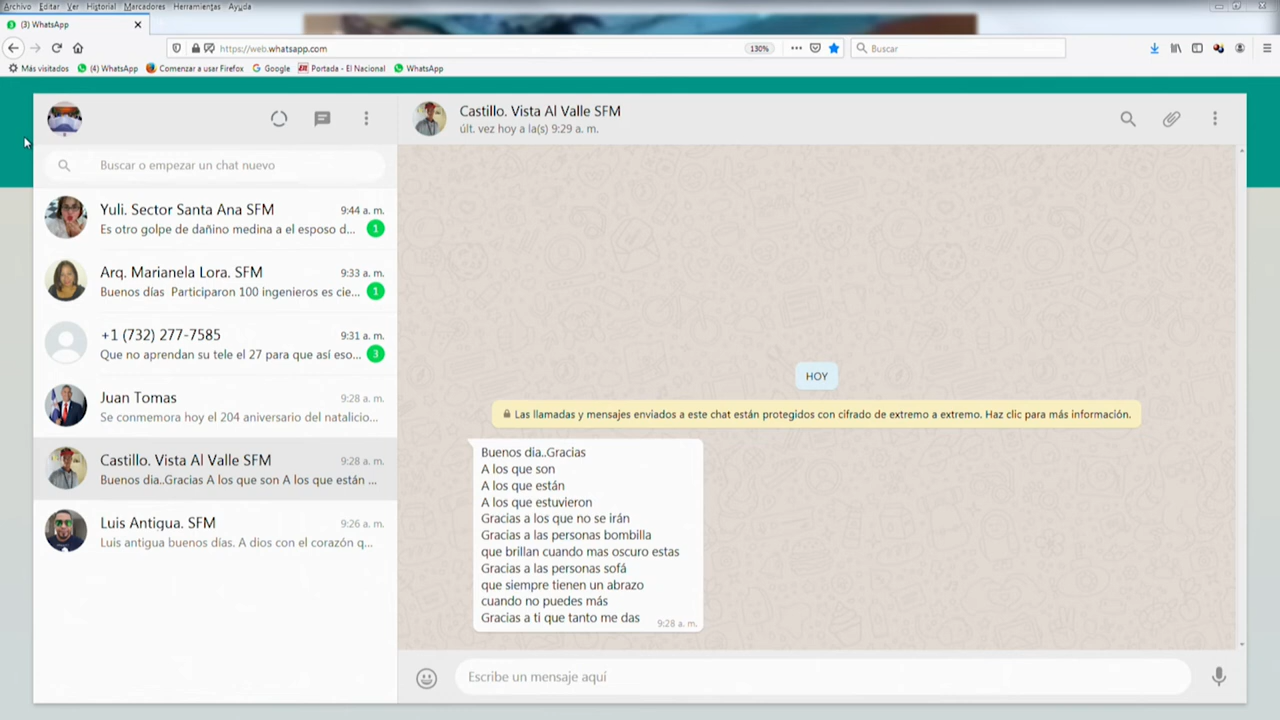 Archivo Editar Ver Historial Marcadores Herramientas Ayuda
(3) WhatsApp
https://web.whatsapp.com
130%
Buscar
Más visitados
(4) WhatsApp
Comenzar a usar Firefox
Google
Portada - El Nacional
WhatsApp
Buscar o empezar un chat nuevo
Yuli. Sector Santa Ana SFM
9:44 a. m.
Es otro golpe de dañino medina a el esposo d...
1
Arq. Marianela Lora. SFM
9:33 a. m.
Buenos días Participaron 100 ingenieros es cie...
1
+1 (732) 277-7585
9:31 a. m.
Que no aprendan su tele el 27 para que así eso...
3
Juan Tomas
9:28 a. m.
Se conmemora hoy el 204 aniversario del natalicio...
Castillo. Vista Al Valle SFM
9:28 a. m.
Buenos dia..Gracias A los que son A los que están ...
Luis Antigua. SFM
9:26 a. m.
Luis antigua buenos días. A dios con el corazón q...
Castillo. Vista Al Valle SFM
últ. vez hoy a la(s) 9:29 a. m.
HOY
Las llamadas y mensajes enviados a este chat están protegidos con cifrado de extremo a extremo. Haz clic para más información.
Buenos dia..Gracias
A los que son
A los que están
A los que estuvieron
Gracias a los que no se irán
Gracias a las personas bombilla
que brillan cuando mas oscuro estas
Gracias a las personas sofá
que siempre tienen un abrazo
cuando no puedes más
Gracias a ti que tanto me das
9:28 a. m.
Escribe un mensaje aquí